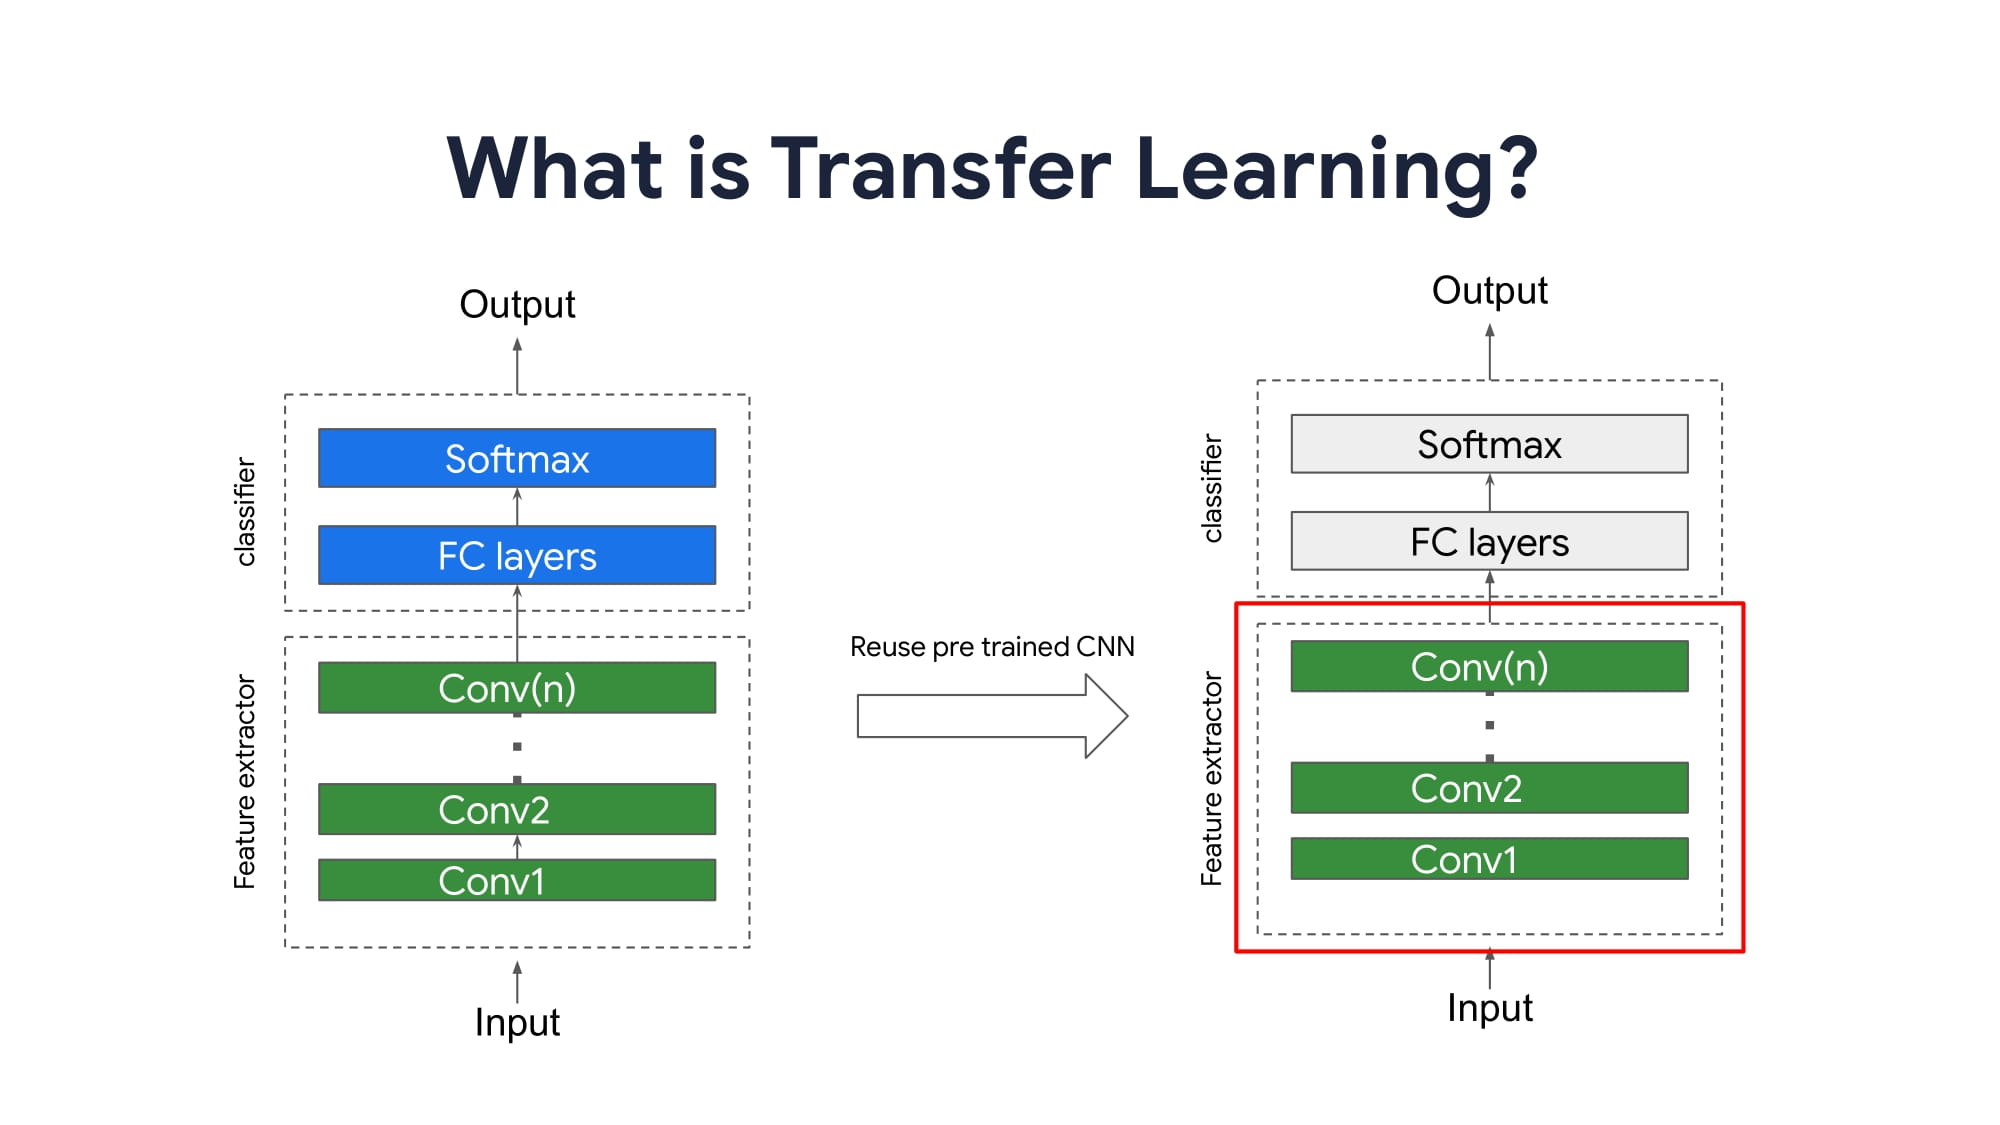 What is Transfer Learning?
Output
classifier
Softmax
FC layers
Feature extractor
Conv(n)
Conv2
Conv1
Input
Reuse pre trained CNN
Output
classifier
Softmax
FC layers
Feature extractor
Conv(n)
Conv2
Conv1
Input